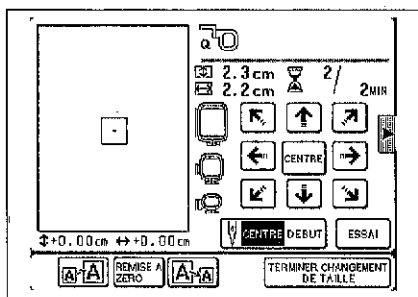 Q
2.3cm 2/
2.2cm 2MIN
CENTRE
+0.00cm +0.00cm
CENTRE DEBUT ESSAI
A A REMISE A ZERO A A TERMINER CHANGEMENT DE TAILLE